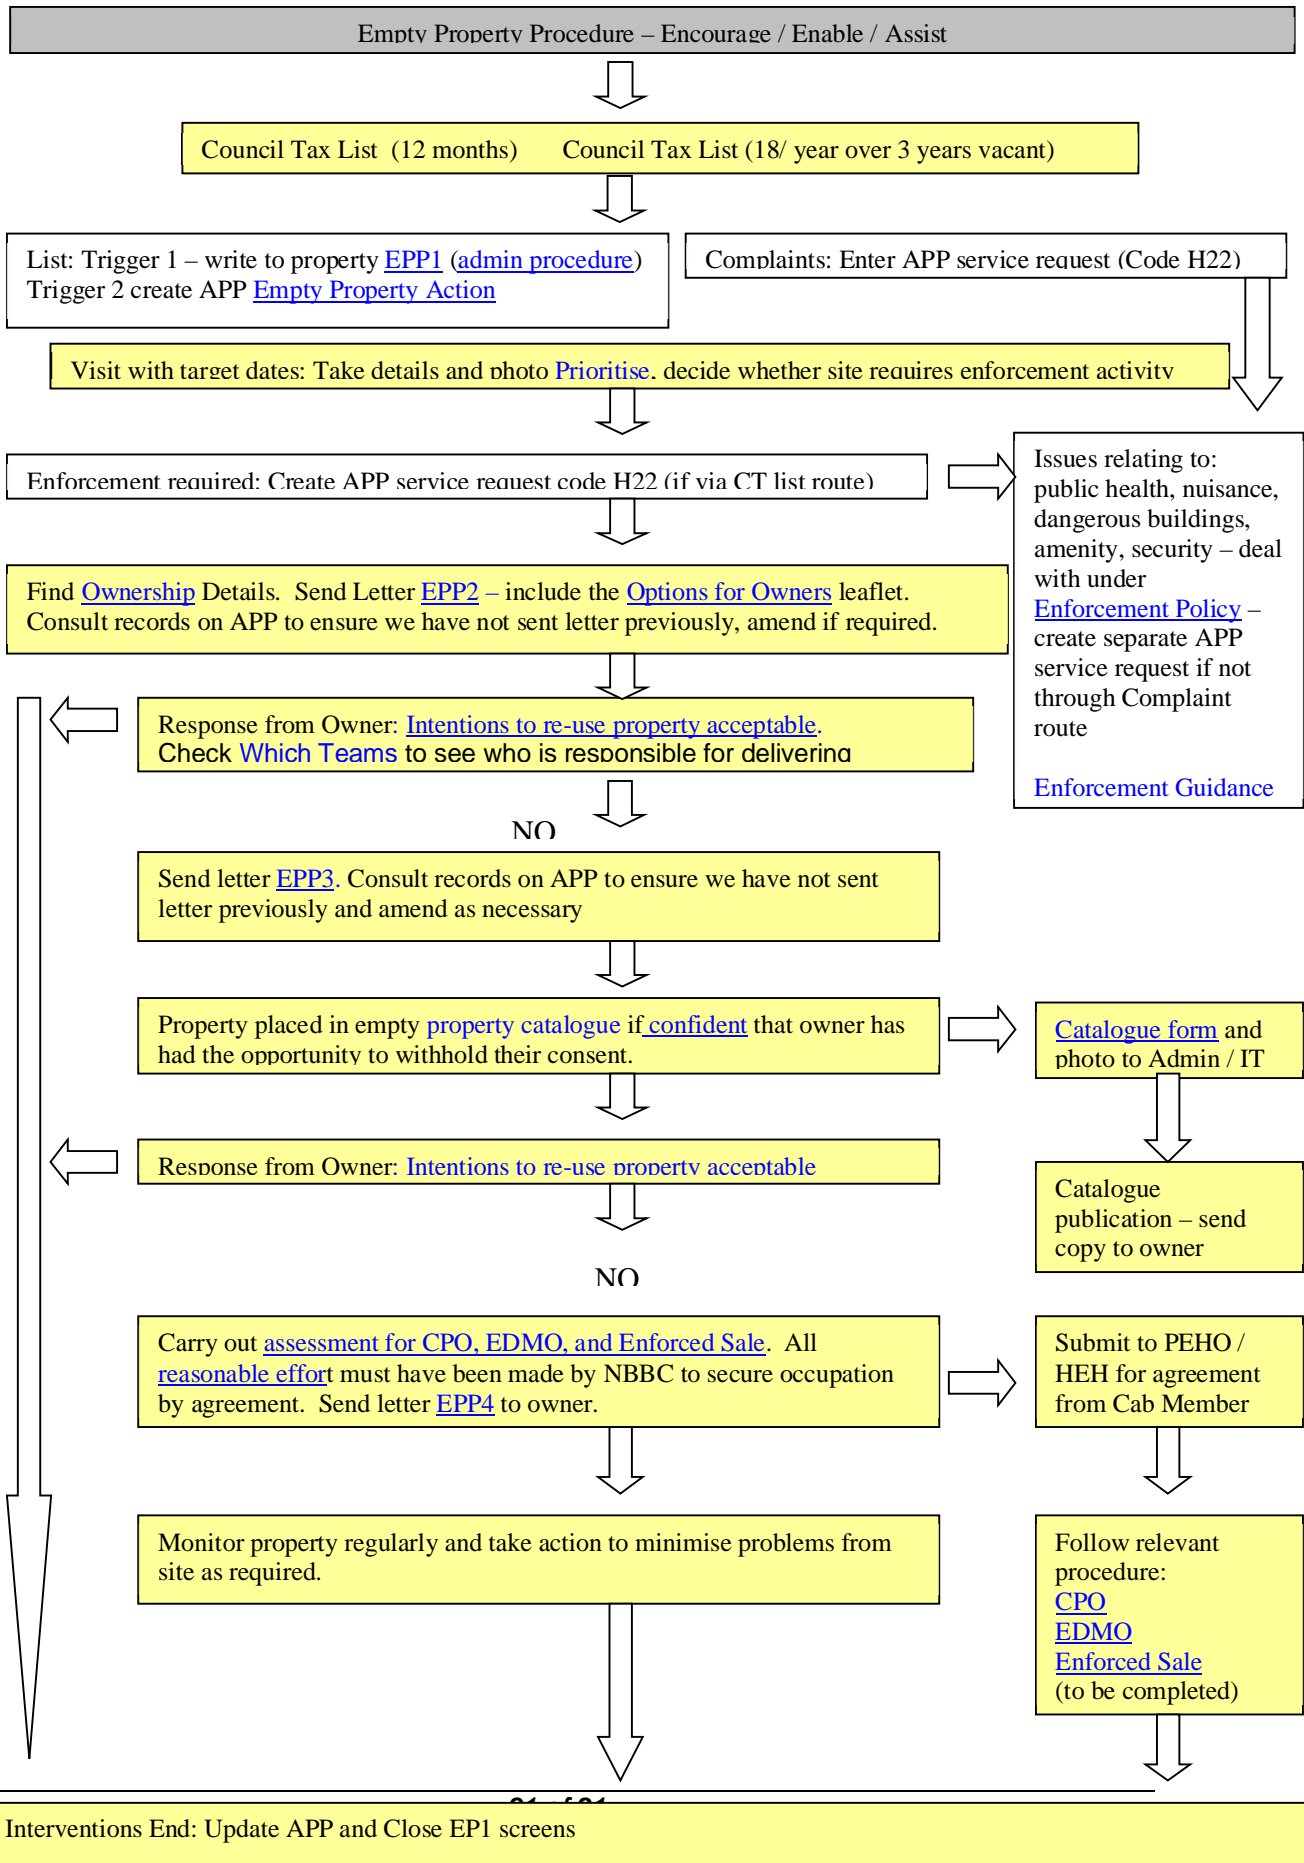 Empty Property Procedure – Encourage / Enable / Assist
Council Tax List (12 months) Council Tax List (18/ year over 3 years vacant)
List: Trigger 1 – write to property EPP1 (admin procedure)
Trigger 2 create APP Empty Property Action
Complaints: Enter APP service request (Code H22)
Visit with target dates: Take details and photo Prioritise, decide whether site requires enforcement activity
Enforcement required: Create APP service request code H22 (if via CT list route)
Issues relating to:
public health, nuisance,
dangerous buildings,
amenity, security – deal
with under
Enforcement Policy –
create separate APP
service request if not
through Complaint
route
Enforcement Guidance
Find Ownership Details. Send Letter EPP2 – include the Options for Owners leaflet.
Consult records on APP to ensure we have not sent letter previously, amend if required.
Response from Owner: Intentions to re-use property acceptable.
Check Which Teams to see who is responsible for delivering
NO
Send letter EPP3. Consult records on APP to ensure we have not sent
letter previously and amend as necessary
Property placed in empty property catalogue if confident that owner has
had the opportunity to withhold their consent.
Catalogue form and
photo to Admin / IT
Response from Owner: Intentions to re-use property acceptable
Catalogue
publication – send
copy to owner
NO
Carry out assessment for CPO, EDMO, and Enforced Sale. All
reasonable effort must have been made by NBBC to secure occupation
by agreement. Send letter EPP4 to owner.
Submit to PEHO /
HEH for agreement
from Cab Member
Monitor property regularly and take action to minimise problems from
site as required.
Follow relevant
procedure:
CPO
EDMO
Enforced Sale
(to be completed)
Interventions End: Update APP and Close EP1 screens